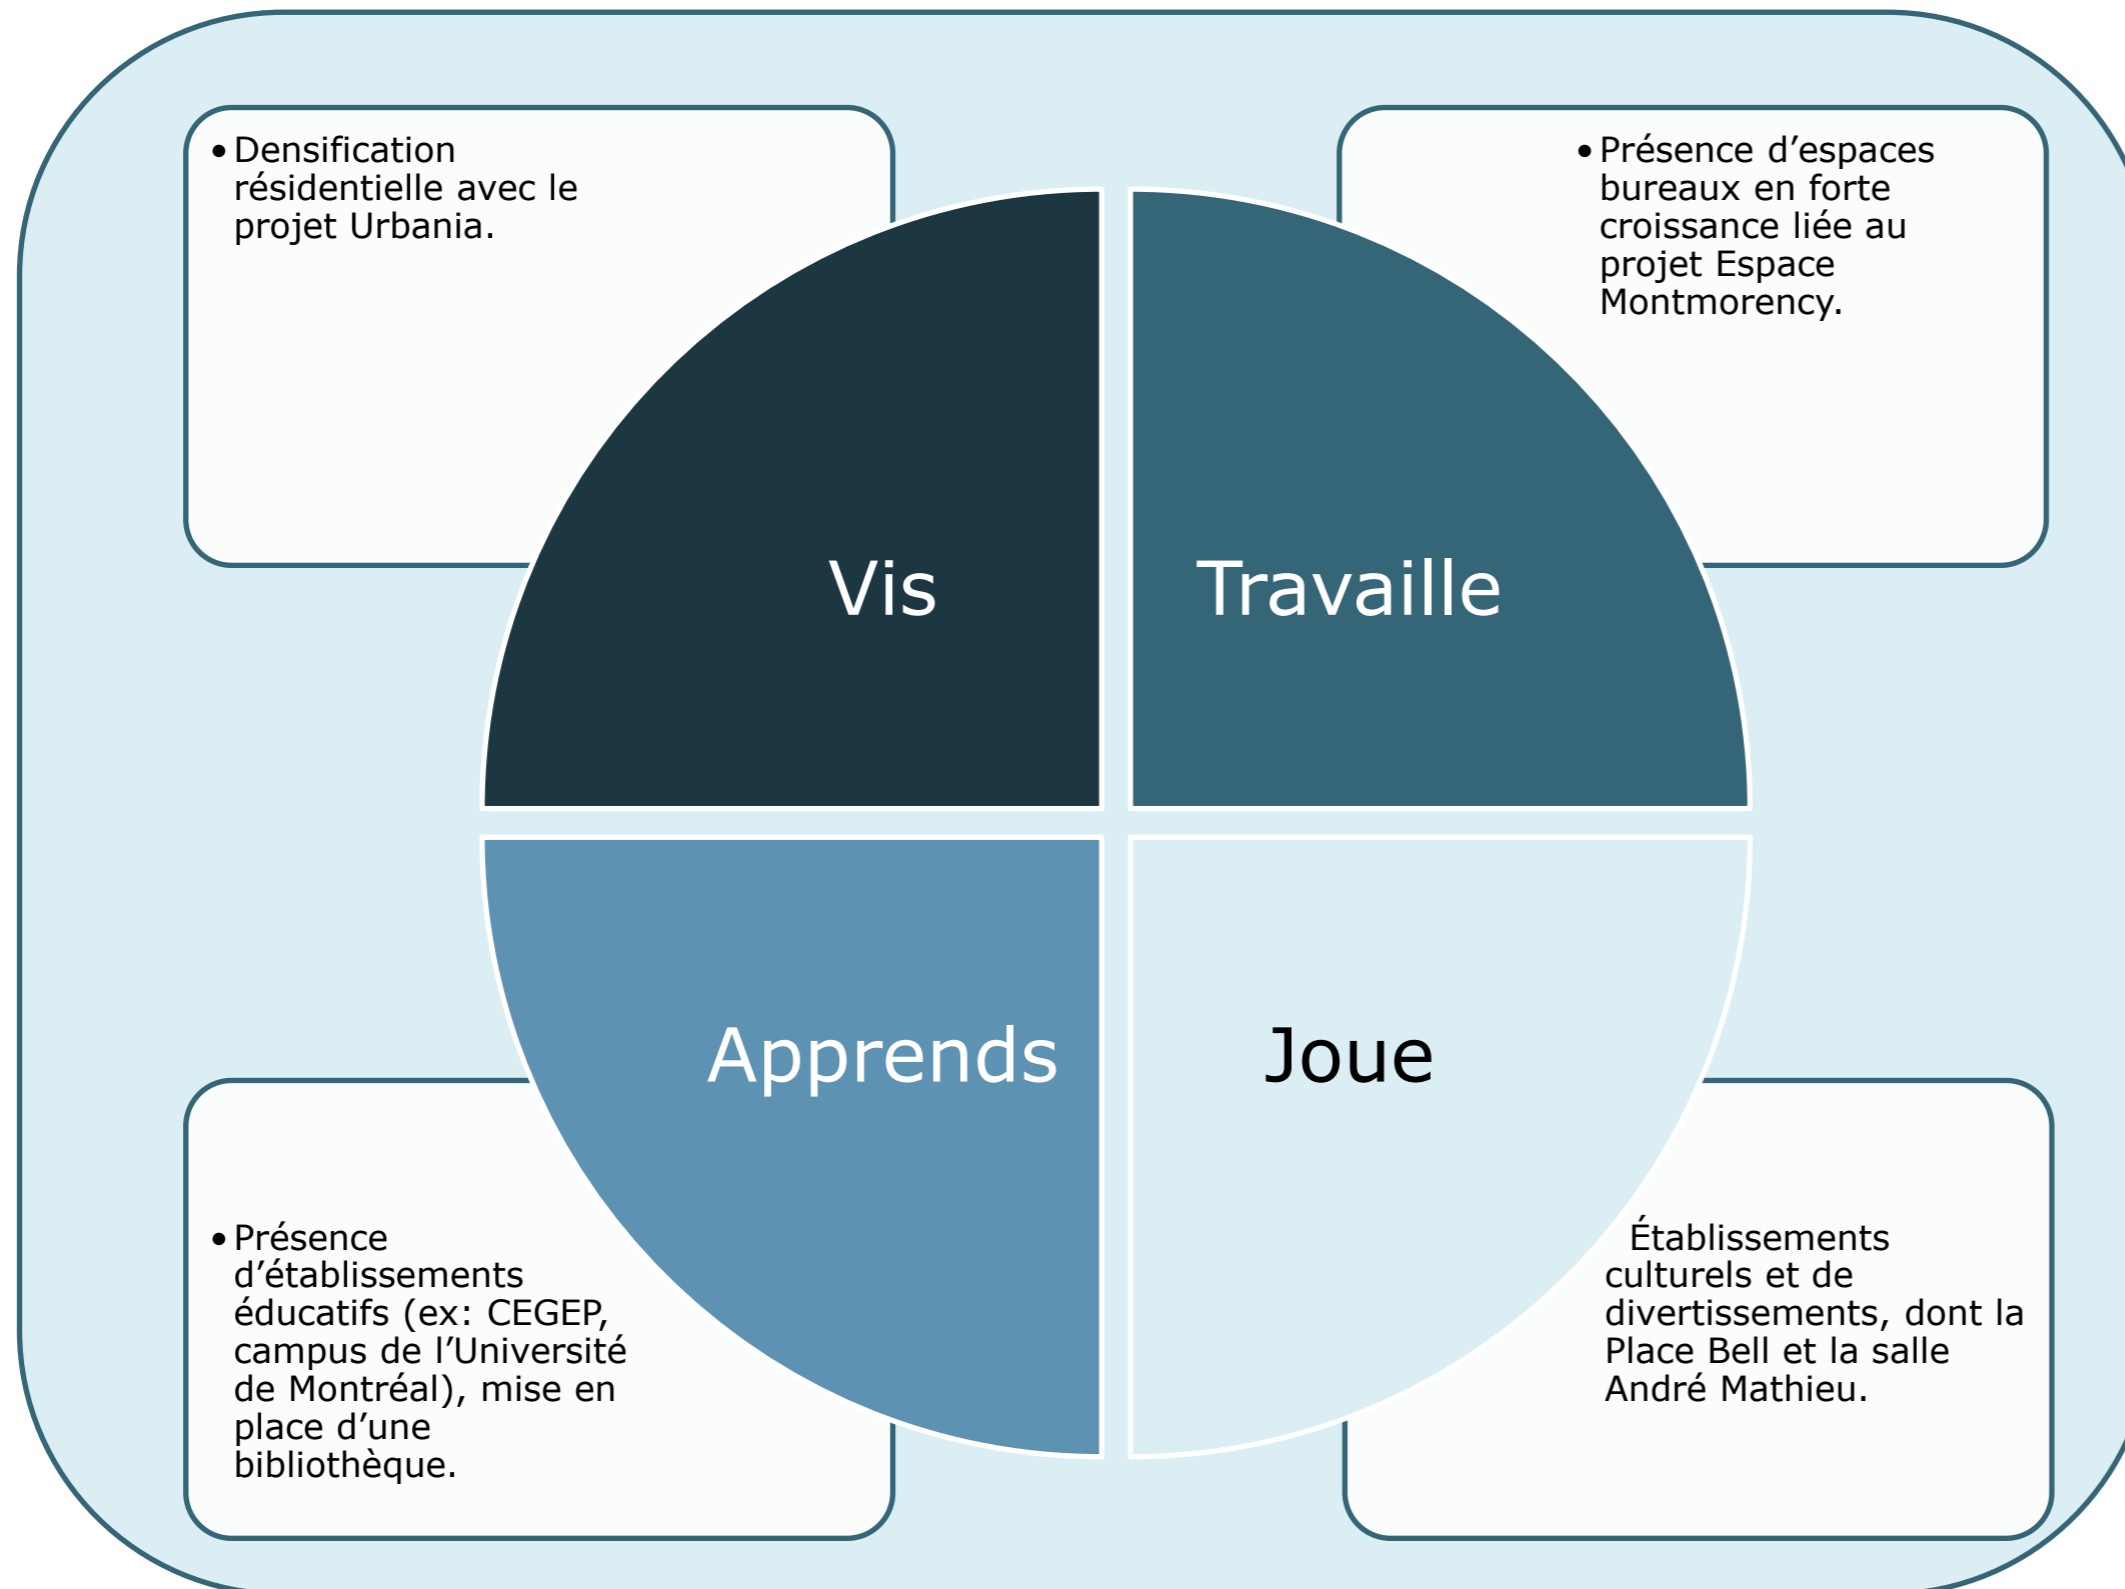 • Densification
résidentielle avec le
projet Urbania.
• Présence d’espaces
bureaux en forte
croissance liée au
projet Espace
Montmorency.
Vis
Travaille
Apprends
Joue
• Présence
d’établissements
éducatifs (ex: CEGEP,
campus de l’Université
de Montréal), mise en
place d’une
bibliothèque.
Établissements
culturels et de
divertissements, dont la
Place Bell et la salle
André Mathieu.